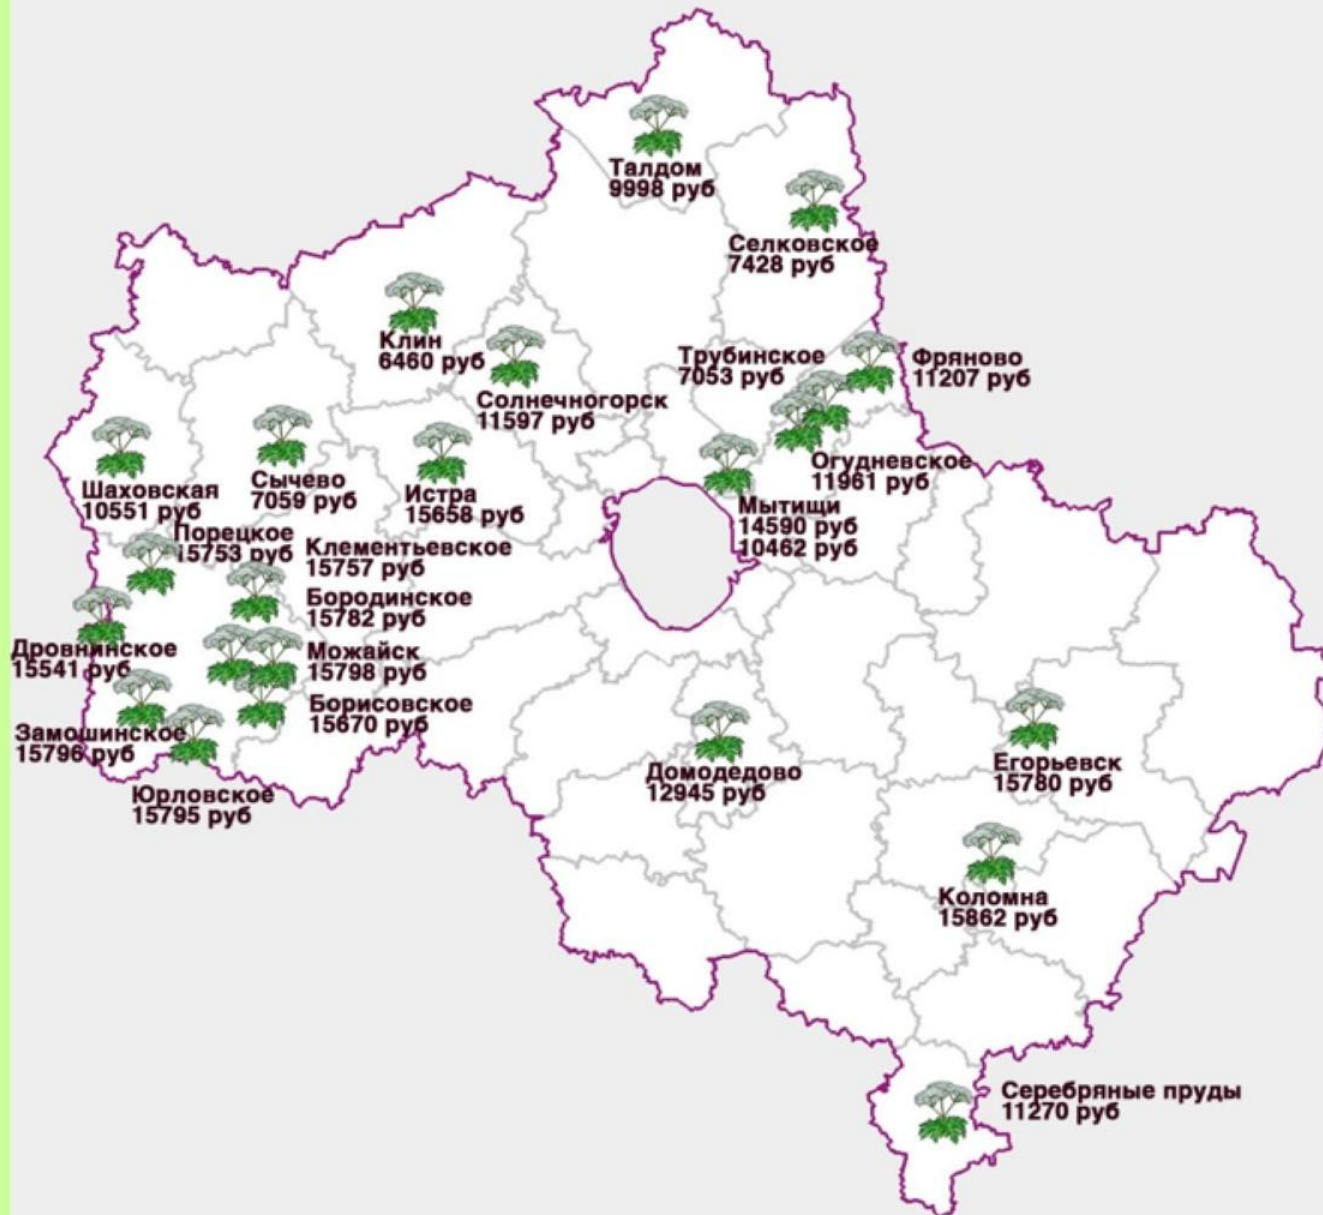 Талдом
9998 руб
Селковское
7428 руб
Клин
6460 руб
Солнечногорск
11597 руб
Трубинское
7053 руб
Фряново
11207 руб
Огудневское
11961 руб
Мытищи
14590 руб
10462 руб
Шаховская
10551 руб
Сычево
7059 руб
Истра
15658 руб
Порецкое
15753 руб
Клементьевское
15757 руб
Бородинское
15782 руб
Можайск
15798 руб
Борисовское
15670 руб
Дровнинское
15541 руб
Замошинское
15796 руб
Юрловское
15795 руб
Домодедово
12945 руб
Егорьевск
15780 руб
Коломна
15862 руб
Серебряные пруды
11270 руб